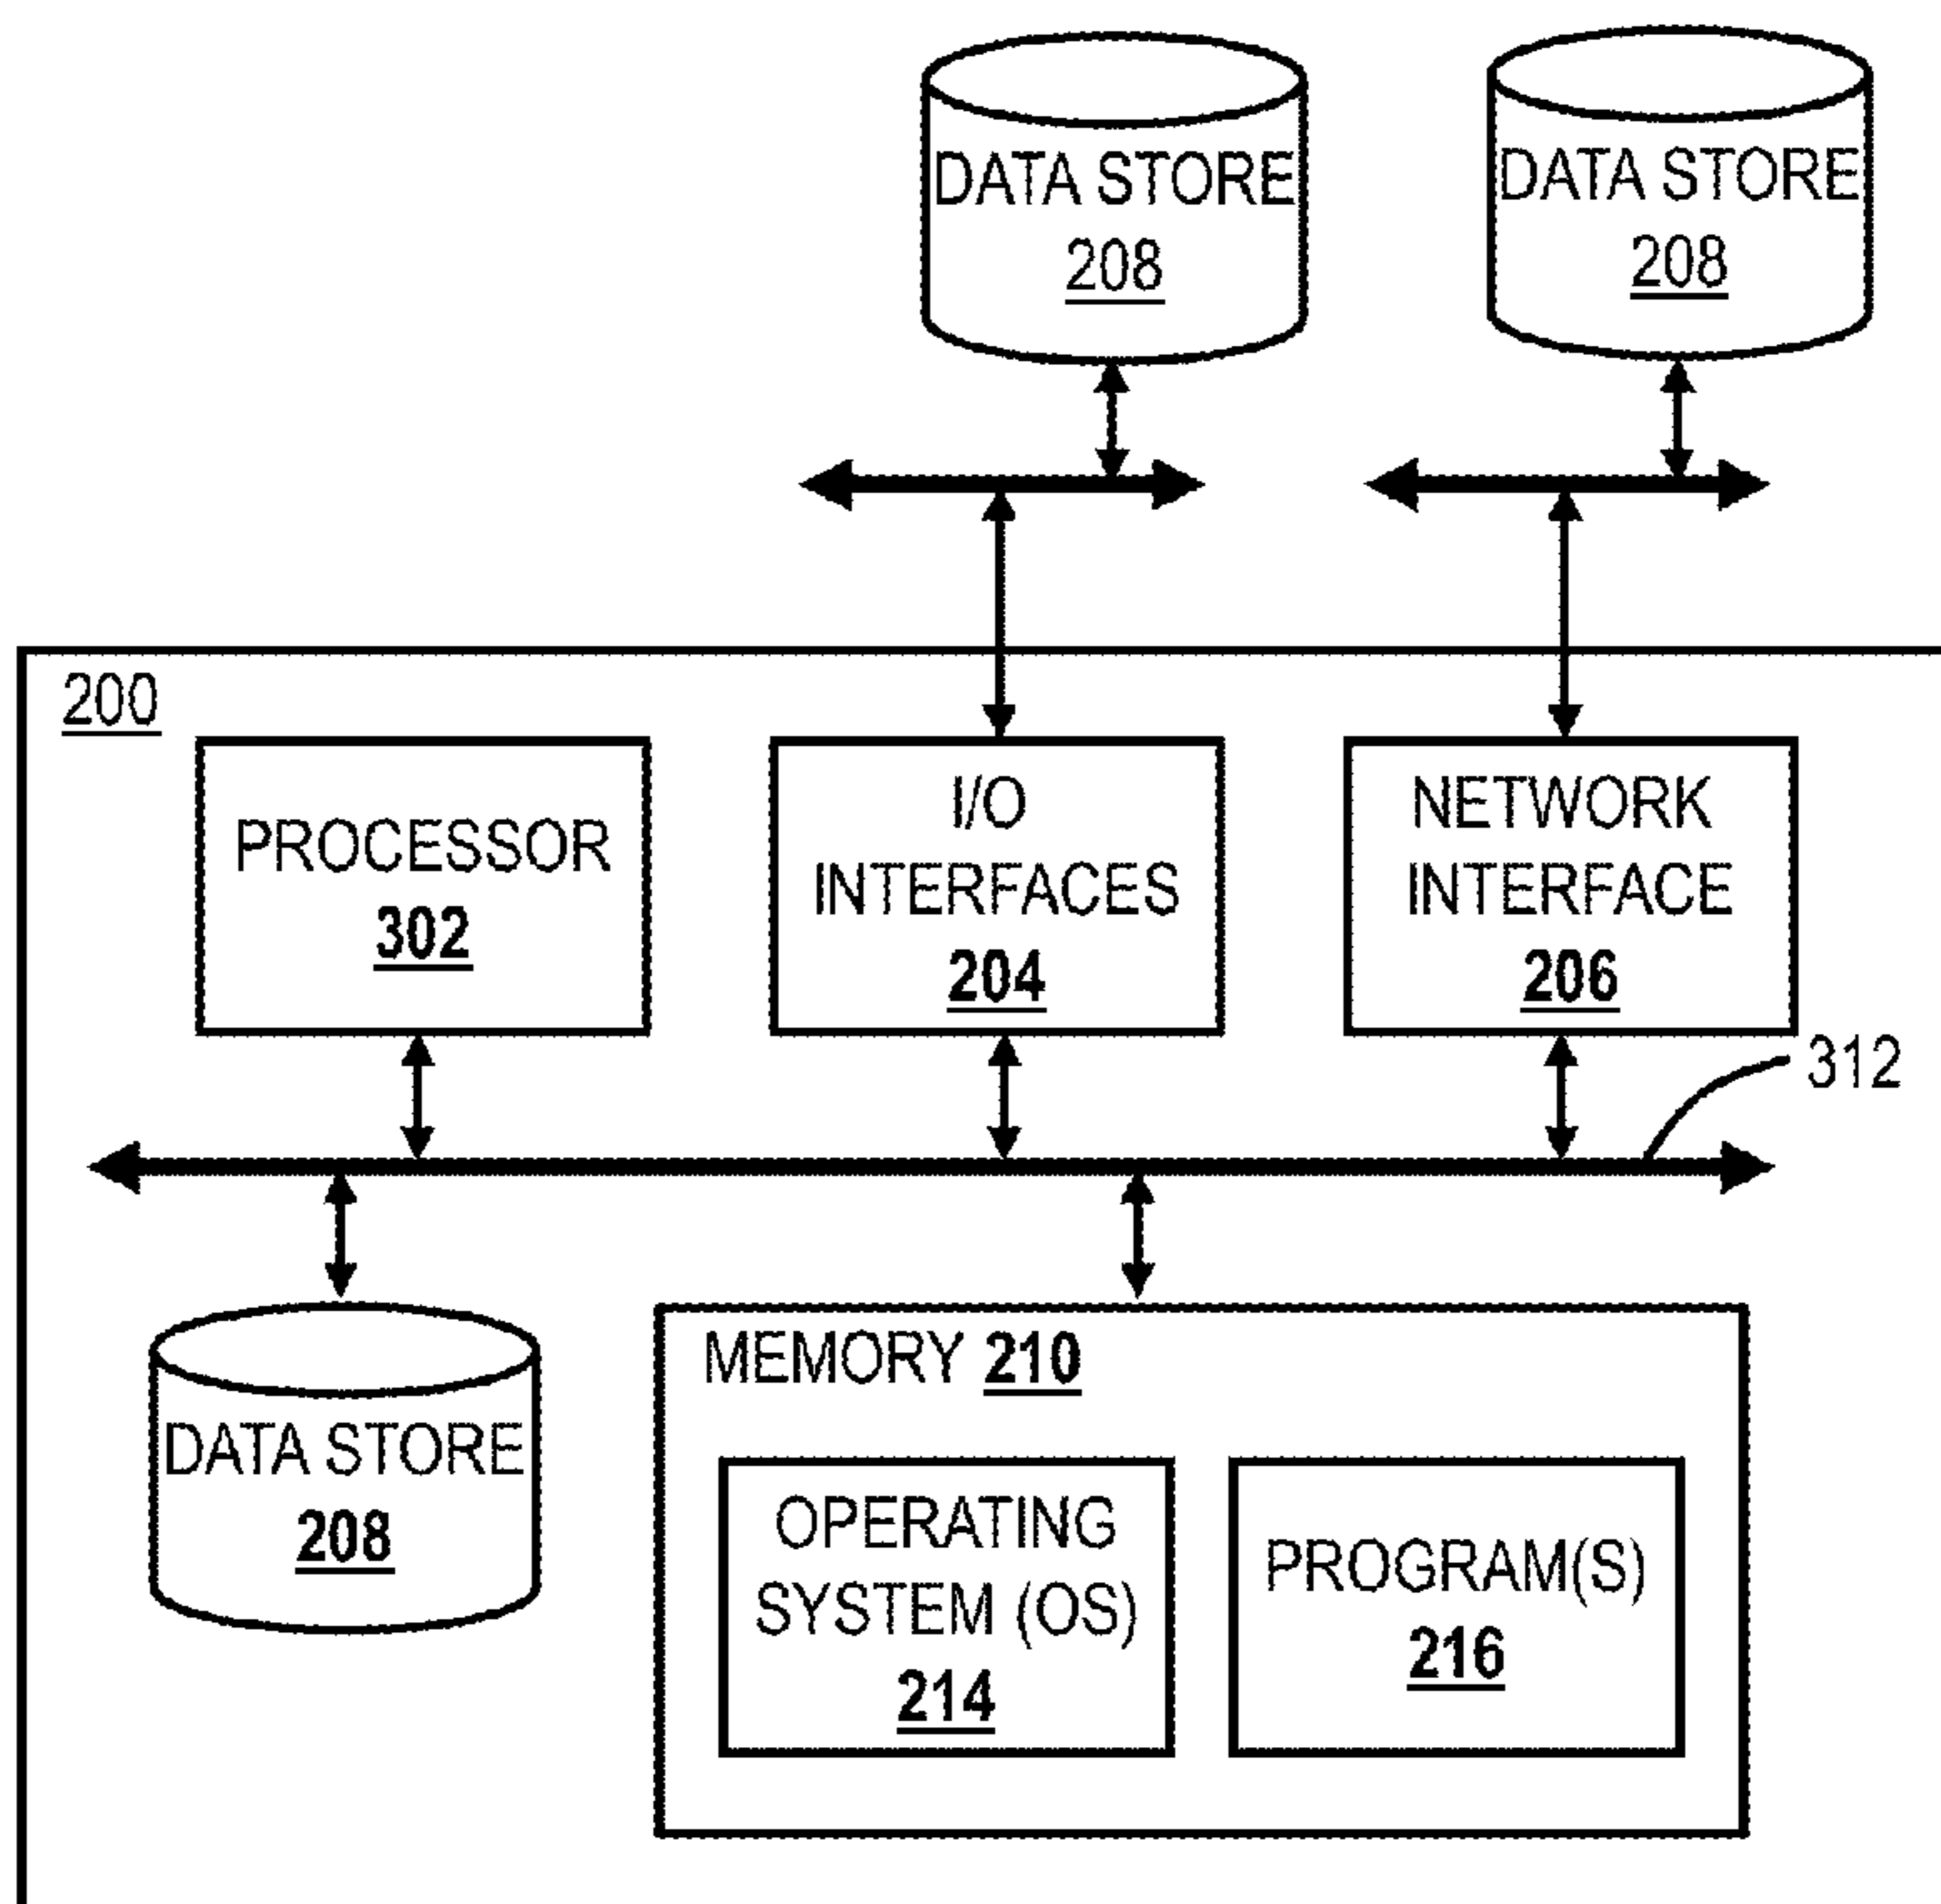 DATA STORE
208
DATA STORE
208
200
PROCESSOR
302
I/O
INTERFACES
204
NETWORK
INTERFACE
206
312
DATA STORE
208
MEMORY 210
OPERATING
SYSTEM (OS)
214
PROGRAM(S)
216